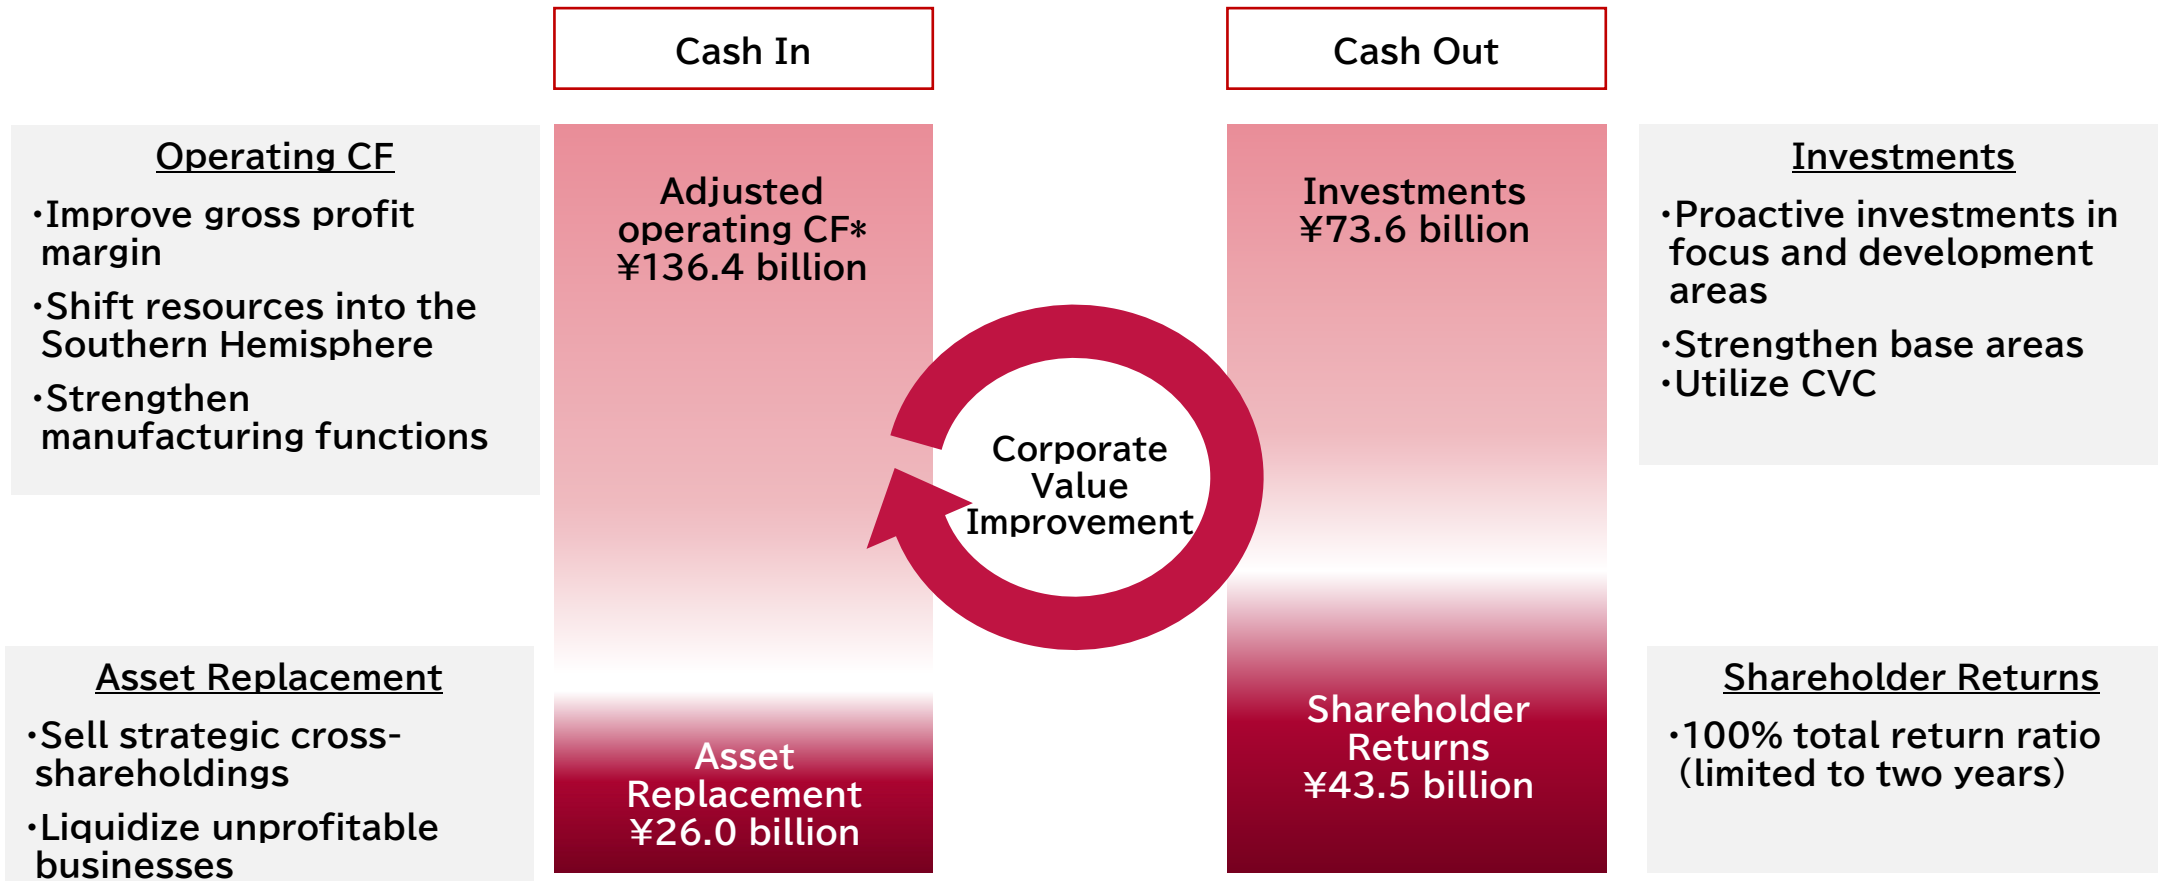 Cash In
Cash Out
Operating CF
・Improve gross profit
margin
・Shift resources into the
Southern Hemisphere
・Strengthen
manufacturing functions
Adjusted
operating CF*
¥136.4 billion
Investments
¥73.6 billion
Investments
・Proactive investments in
focus and development
areas
・Strengthen base areas
・Utilize CVC
Corporate
Value
Improvement
Asset Replacement
・Sell strategic cross-
shareholdings
・Liquidize unprofitable
businesses
Asset
Replacement
¥26.0 billion
Shareholder
Returns
¥43.5 billion
Shareholder Returns
・100% total return ratio
(limited to two years)